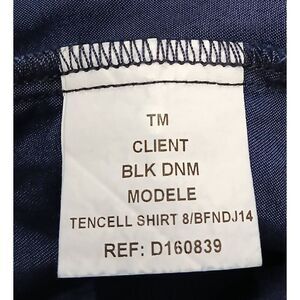 TM
CLIENT
BLK DNM
MODELE
TENCELL SHIRT 8/BFNDJ14
REF: D160839